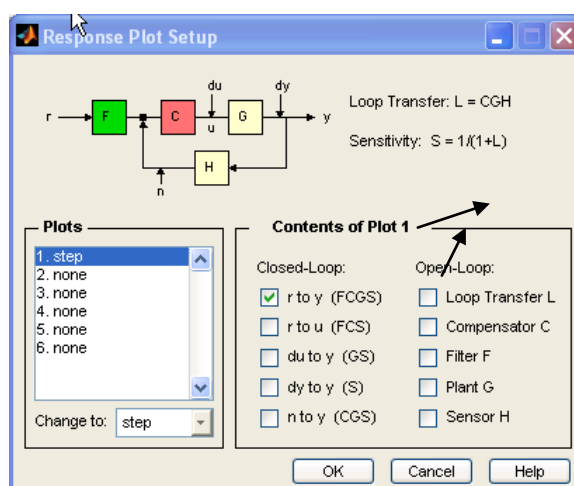 Response Plot Setup
du
dy
r
F
C
u
G
y
H
n
Loop Transfer: L = CGH
Sensitivity: S = 1/(1+L)
Plots
1. step
2. none
3. none
4. none
5. none
6. none
Change to: step
Contents of Plot 1
Closed-Loop:
r to y (FCGS)
r to u (FCS)
du to y (GS)
dy to y (S)
n to y (CGS)
Open-Loop:
Loop Transfer L
Compensator C
Filter F
Plant G
Sensor H
OK
Cancel
Help